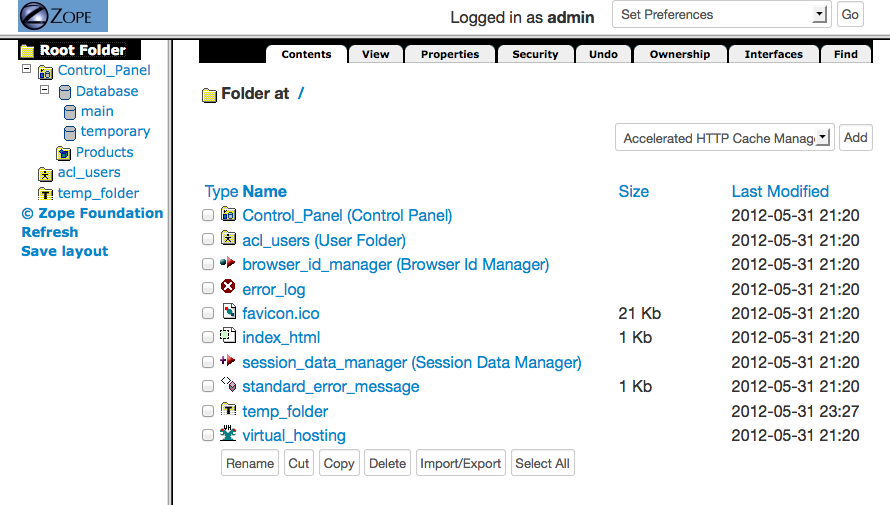 ZOPE
Logged in as admin
Set Preferences
Go
Root Folder
Control_Panel
Database
main
temporary
Products
acl_users
temp_folder
© Zope Foundation
Refresh
Save layout
Contents View Properties Security Undo Ownership Interfaces Find
Folder at /
Accelerated HTTP Cache Manag
Add
Type Name Size Last Modified
Control_Panel (Control Panel) 2012-05-31 21:20
acl_users (User Folder) 2012-05-31 21:20
browser_id_manager (Browser Id Manager) 2012-05-31 21:20
error_log 2012-05-31 21:20
favicon.ico 21 Kb 2012-05-31 21:20
index_html 1 Kb 2012-05-31 21:20
session_data_manager (Session Data Manager) 2012-05-31 21:20
standard_error_message 1 Kb 2012-05-31 21:20
temp_folder 2012-05-31 23:27
virtual_hosting 2012-05-31 21:20
Rename Cut Copy Delete Import/Export Select All